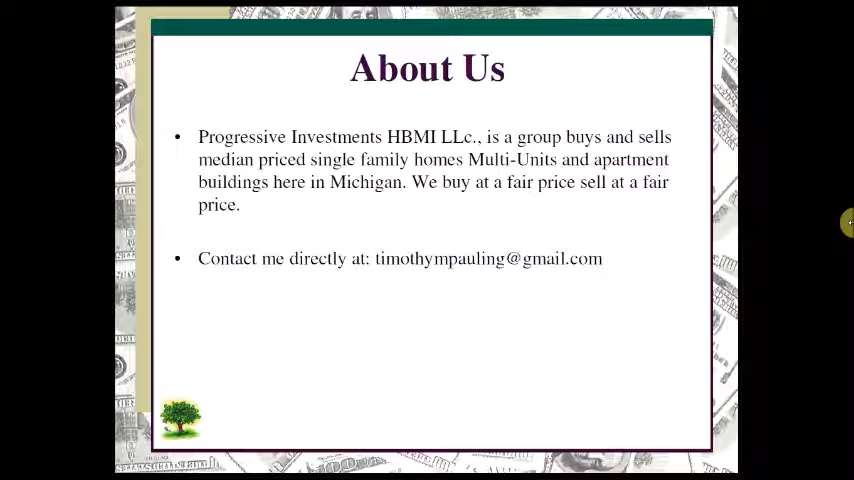 About Us
• Progressive Investments HBMI LLc., is a group buys and sells
median priced single family homes Multi-Units and apartment
buildings here in Michigan. We buy at a fair price sell at a fair
price.
• Contact me directly at: timothympauling@gmail.com